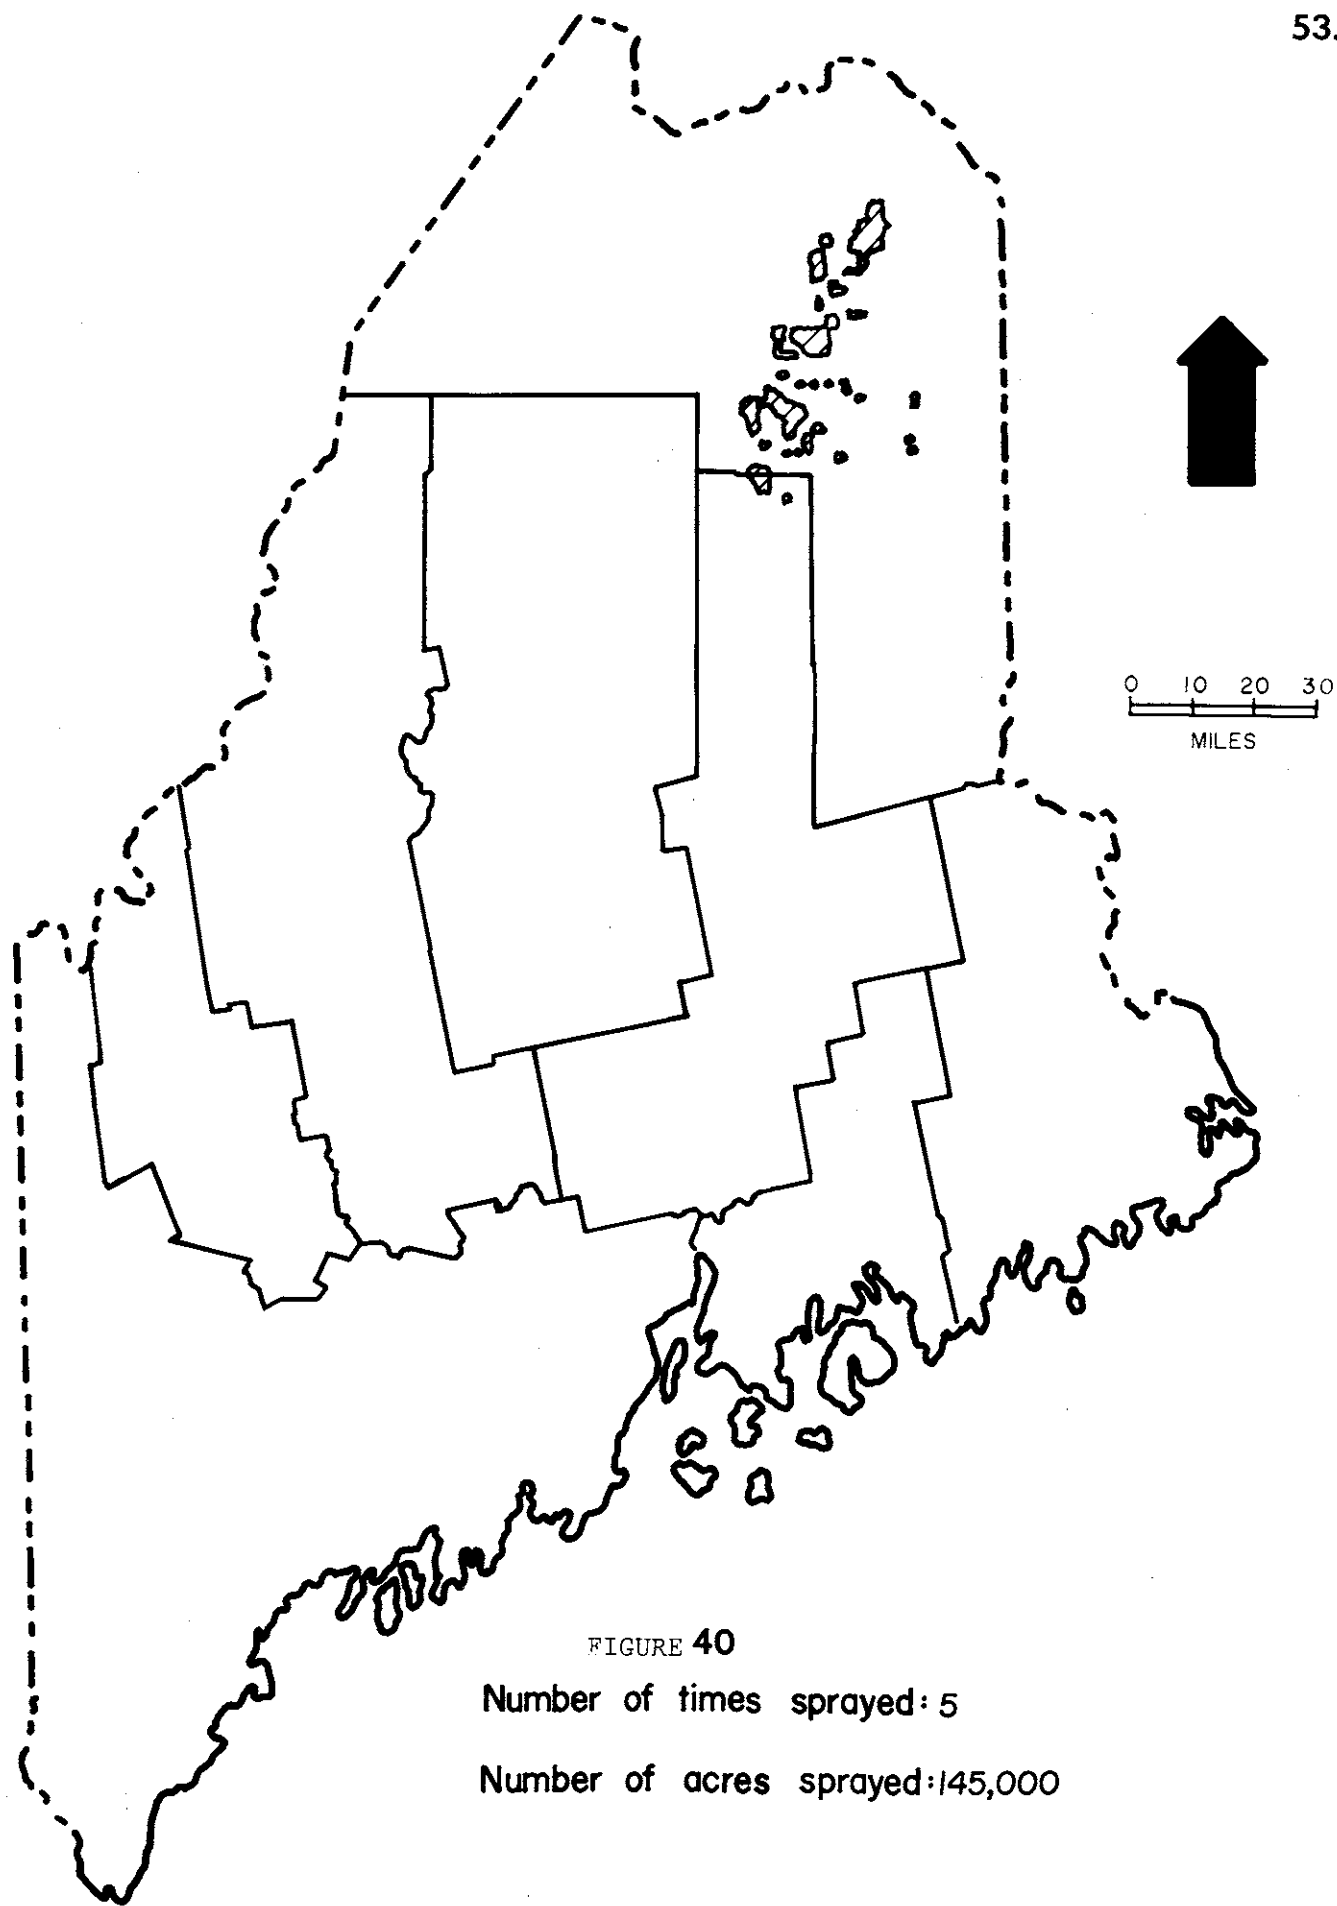 53.
0 10 20 30
MILES
FIGURE 40
Number of times sprayed: 5
Number of acres sprayed: 145,000